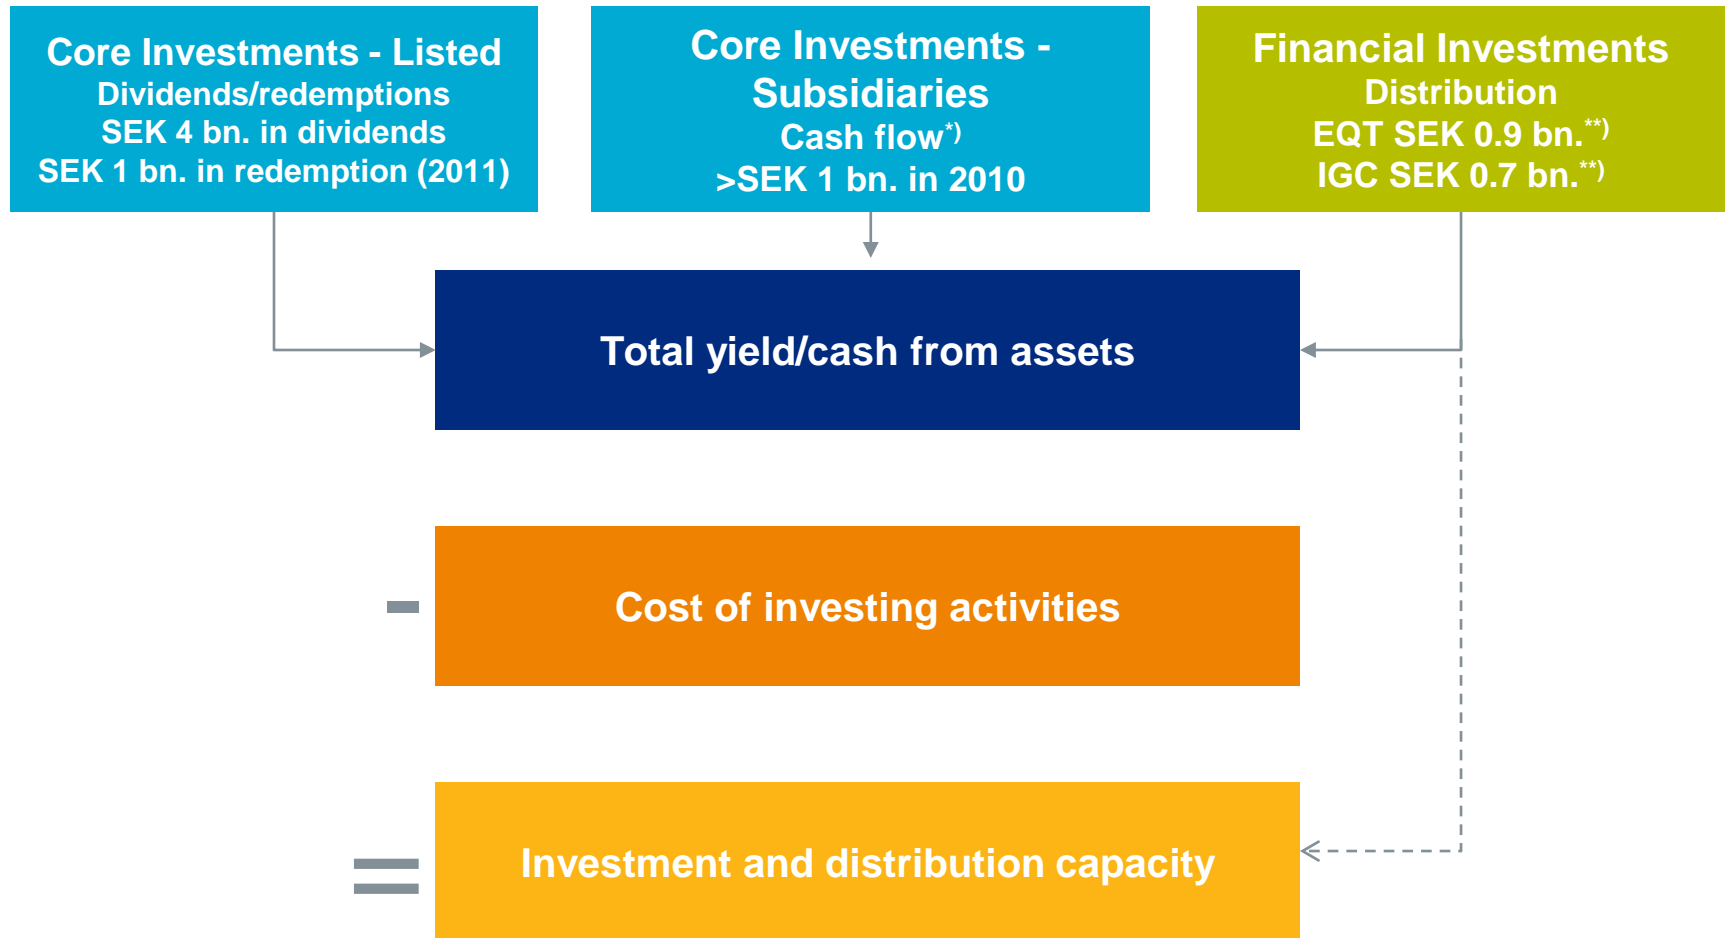 Core Investments - Listed
Dividends/redemptions
SEK 4 bn. in dividends
SEK 1 bn. in redemption (2011)
Core Investments -
Subsidiaries
Cash flow*)
>SEK 1 bn. in 2010
Financial Investments
Distribution
EQT SEK 0.9 bn.**)
IGC SEK 0.7 bn.**)
Total yield/cash from assets
- Cost of investing activities
= Investment and distribution capacity